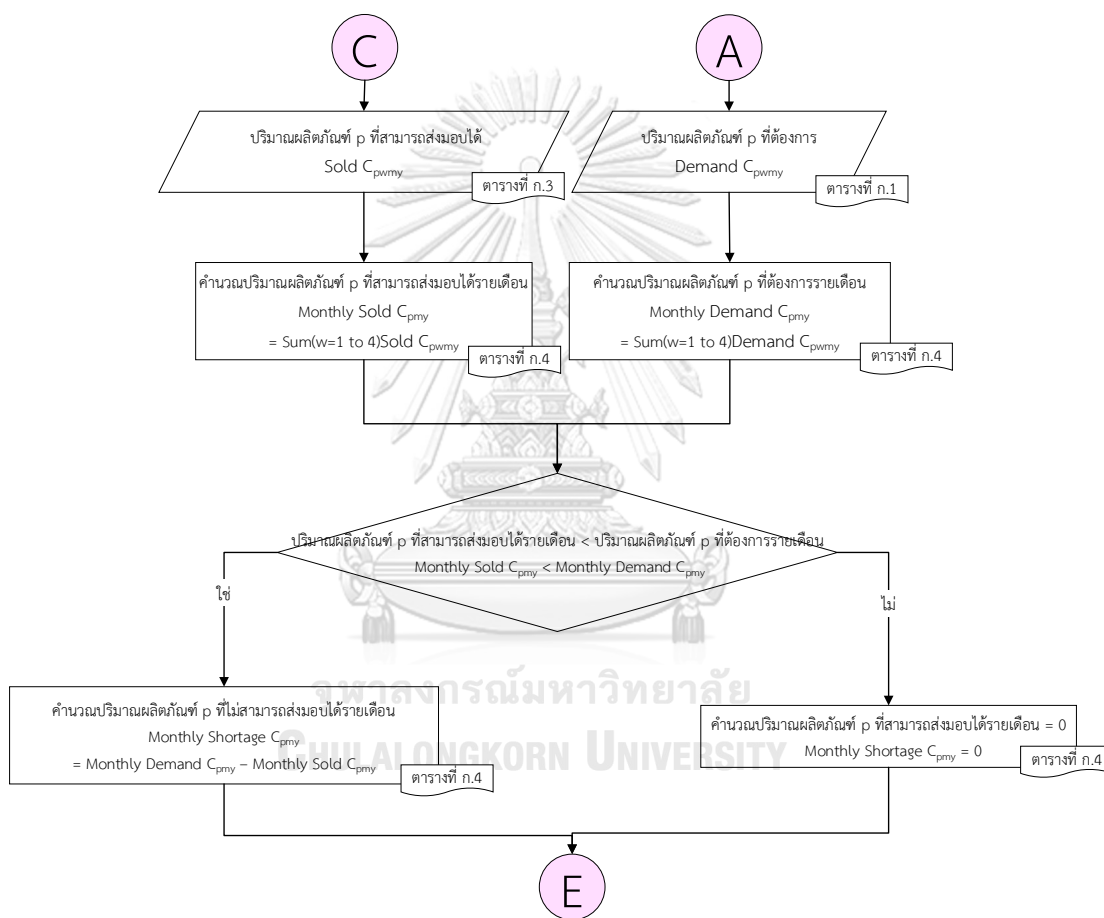 C
A
ปริมาณผลิตภัณฑ์ p ที่สามารถส่งมอบได้
Sold Cpwmy
ตารางที่ ก.3
ปริมาณผลิตภัณฑ์ p ที่ต้องการ
Demand Cpwmy
ตารางที่ ก.1
คำนวณปริมาณผลิตภัณฑ์ p ที่สามารถส่งมอบได้รายเดือน
Monthly Sold Cpmy
= Sum(w=1 to 4)Sold Cpwmy
ตารางที่ ก.4
คำนวณปริมาณผลิตภัณฑ์ p ที่ต้องการรายเดือน
Monthly Demand Cpmy
= Sum(w=1 to 4)Demand Cpwmy
ตารางที่ ก.4
ปริมาณผลิตภัณฑ์ p ที่สามารถส่งมอบได้รายเดือน < ปริมาณผลิตภัณฑ์ p ที่ต้องการรายเดือน
Monthly Sold Cpmy < Monthly Demand Cpmy
ใช่
ไม่
จุฬาลงกรณ์มหาวิทยาลัย
CHULALONGKORN UNIVERSITY
คำนวณปริมาณผลิตภัณฑ์ p ที่ไม่สามารถส่งมอบได้รายเดือน
Monthly Shortage Cpmy
= Monthly Demand Cpmy – Monthly Sold Cpmy
ตารางที่ ก.4
คำนวณปริมาณผลิตภัณฑ์ p ที่สามารถส่งมอบได้รายเดือน = 0
Monthly Shortage Cpmy = 0
ตารางที่ ก.4
E